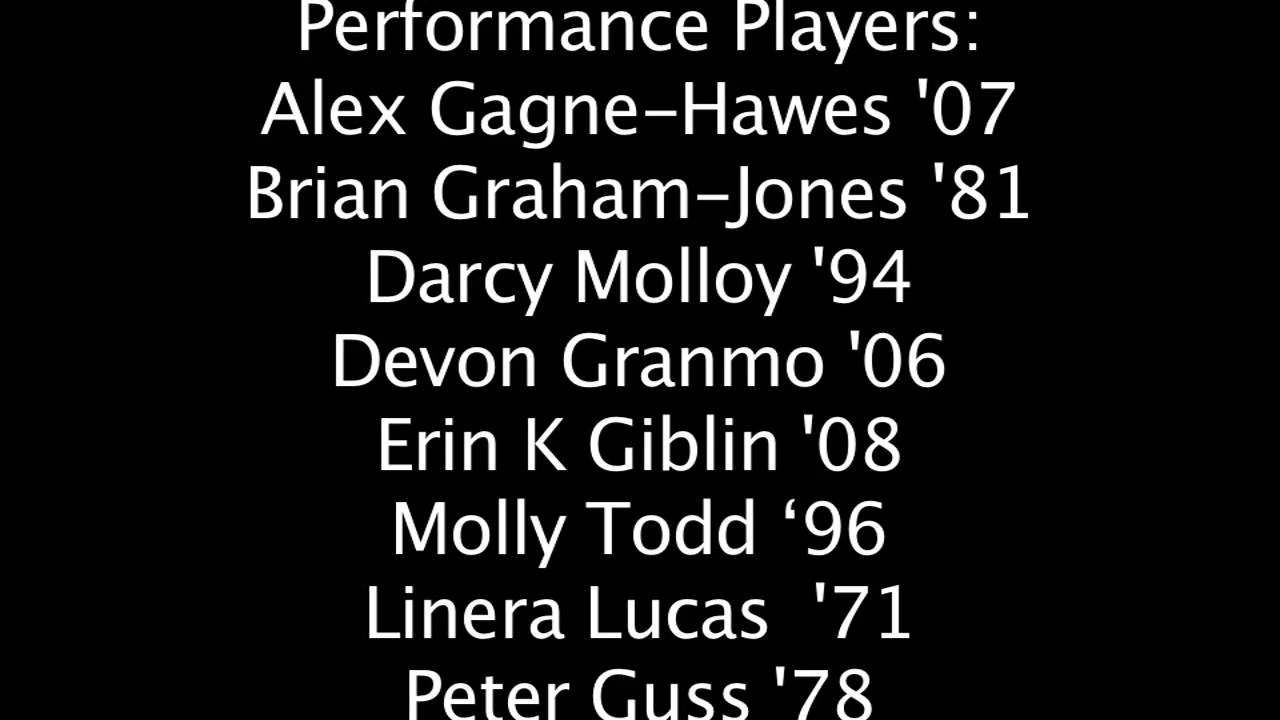 Performance Players:
Alex Gagne-Hawes '07
Brian Graham-Jones '81
Darcy Molloy '94
Devon Granmo '06
Erin K Giblin '08
Molly Todd ‘96
Linera Lucas  '71
Peter Guss '78